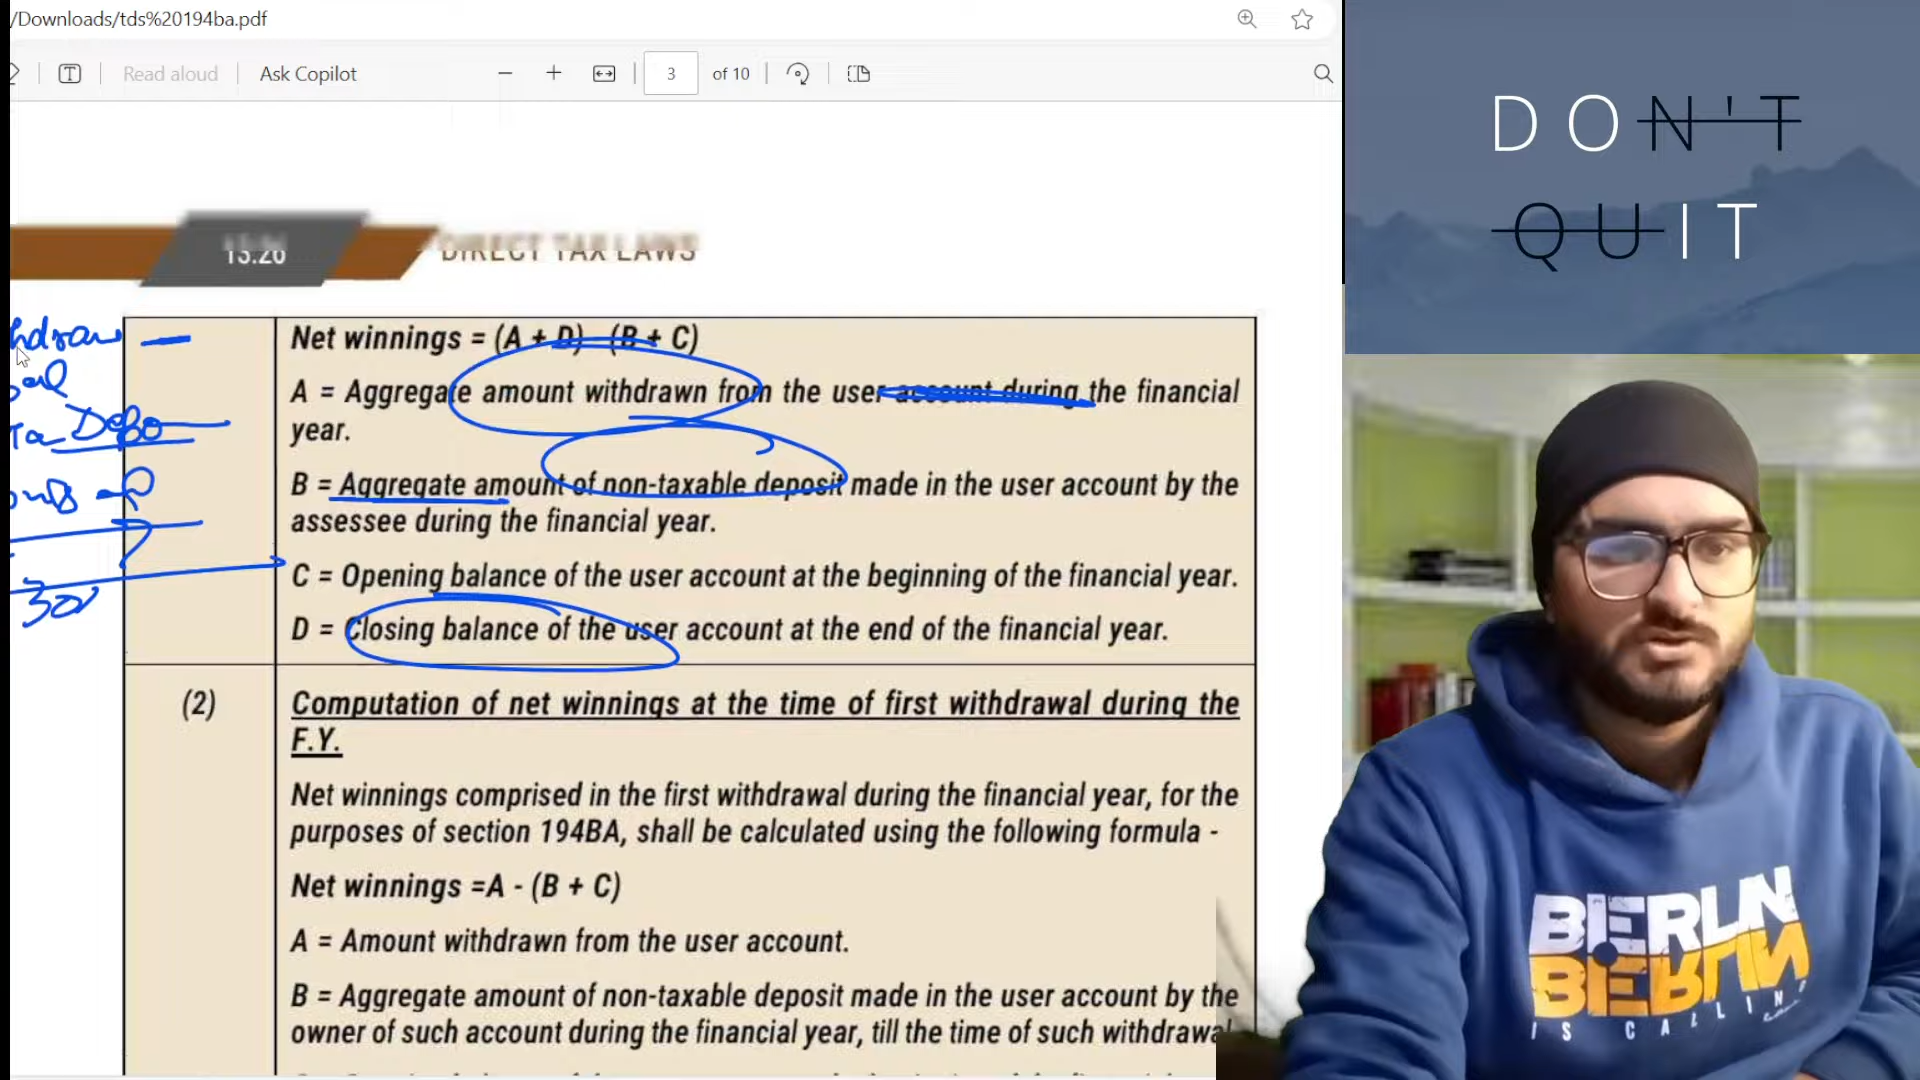 /Downloads/tds%20194ba.pdf
Read aloud
Ask Copilot
3
of 10
13.20
DIRECT TAX LAWS
Net winnings = (A + D) - (B + C)
A = Aggregate amount withdrawn from the user account during the financial
year.
B = Aggregate amount of non-taxable deposit made in the user account by the
assessee during the financial year.
C = Opening balance of the user account at the beginning of the financial year.
D = Closing balance of the user account at the end of the financial year.
(2)
Computation of net winnings at the time of first withdrawal during the
F.Y.
Net winnings comprised in the first withdrawal during the financial year, for the
purposes of section 194BA, shall be calculated using the following formula -
Net winnings =A - (B + C)
A = Amount withdrawn from the user account.
B = Aggregate amount of non-taxable deposit made in the user account by the
owner of such account during the financial year, till the time of such withdrawal
hdraw
DON'T
QUIT
BERLIN
BERLIN
IS CALLING